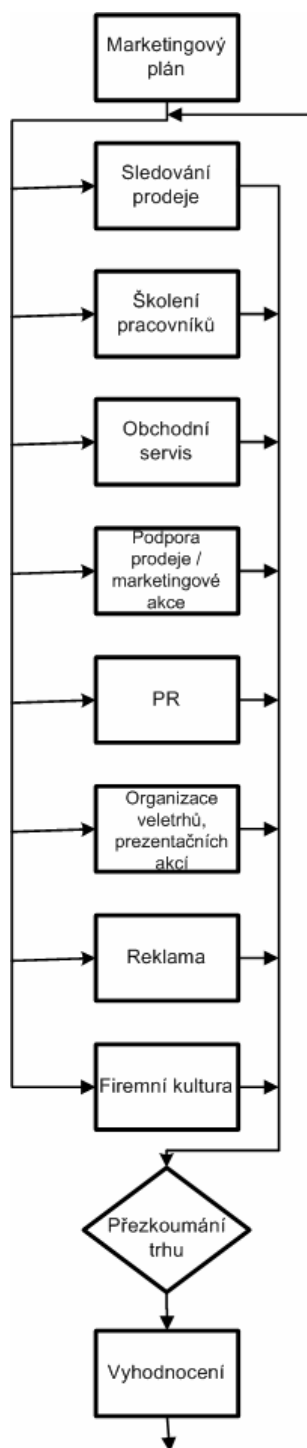 Marketingový
plán
Sledování
prodeje
Školení
pracovníků
Obchodní
servis
Podpora
prodeje /
marketingové
akce
PR
Organizace
veletrhů,
prezentačních
akcí
Reklama
Firemní kultura
Přezkoumání
trhu
Vyhodnocení